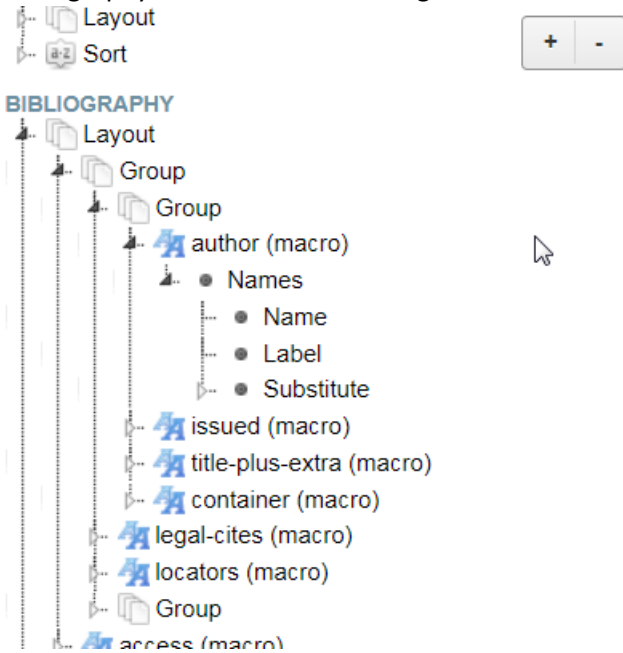 Layout
Sort
+ -
BIBLIOGRAPHY
Layout
Group
Group
author (macro)
Names
Name
Label
Substitute
issued (macro)
title-plus-extra (macro)
container (macro)
legal-cites (macro)
locators (macro)
Group
access (macro)